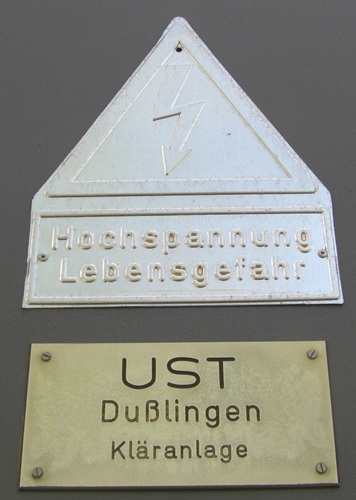 Hochspannung
Lebensgefahr
UST
Dußlingen
Kläranlage